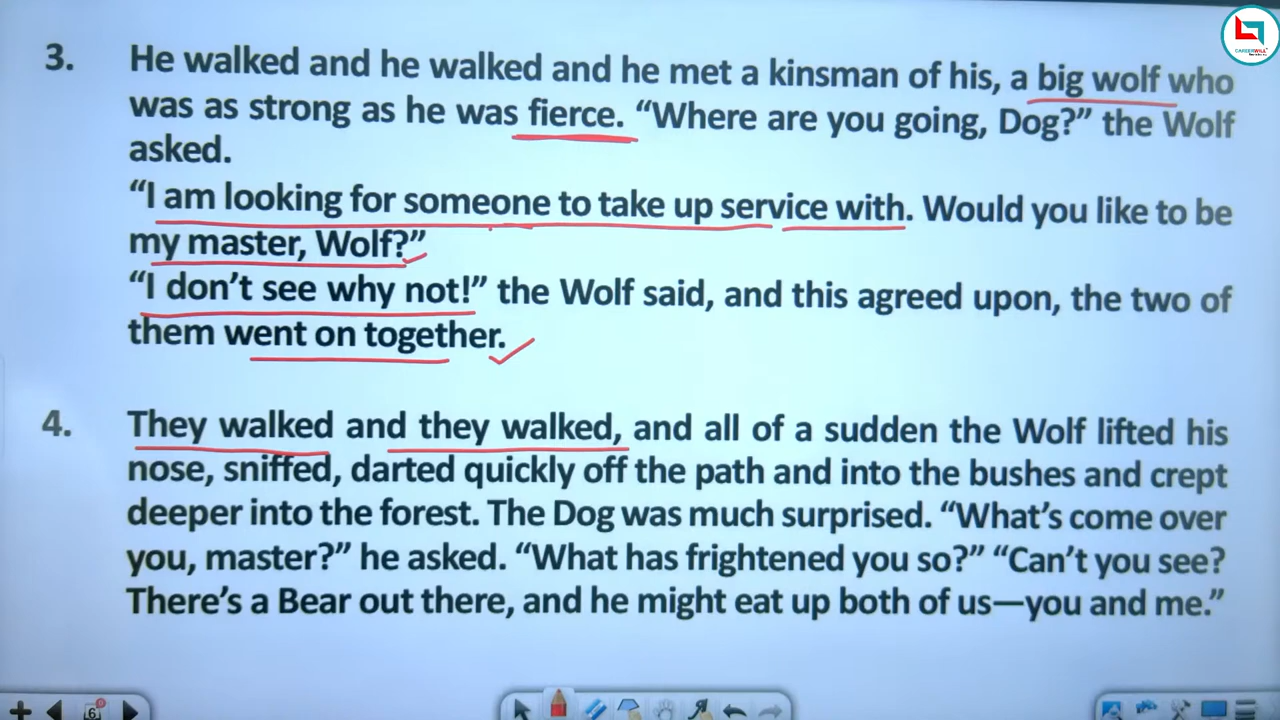 CAREERWILL
3. He walked and he walked and he met a kinsman of his, a big wolf who
was as strong as he was fierce. “Where are you going, Dog?” the Wolf
asked.
“I am looking for someone to take up service with. Would you like to be
my master, Wolf?”
“I don’t see why not!” the Wolf said, and this agreed upon, the two of
them went on together.
4. They walked and they walked, and all of a sudden the Wolf lifted his
nose, sniffed, darted quickly off the path and into the bushes and crept
deeper into the forest. The Dog was much surprised. “What’s come over
you, master?” he asked. “What has frightened you so?” “Can’t you see?
There’s a Bear out there, and he might eat up both of us—you and me.”
6